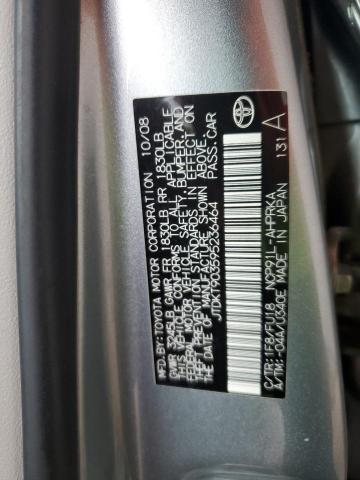 MFD.BY:TOYOTA MOTOR CORPORATION 10/08
GVWR 3245LB GAWR FR 1830LB RR 1830LB
THIS VEHICLE CONFORMS TO ALL APPLICABLE
FEDERAL MOTOR VEHICLE SAFETY, BUMPER, AND
THEFT PREVENTION STANDARDS IN EFFECT ON
THE DATE OF MANUFACTURE SHOWN ABOVE.
JTDKT903595236464 PASS.CAR
C/TR:1F8/FU18 NCP91L-AHPRKA
A/TM:-04A/U340E MADE IN JAPAN
131 A